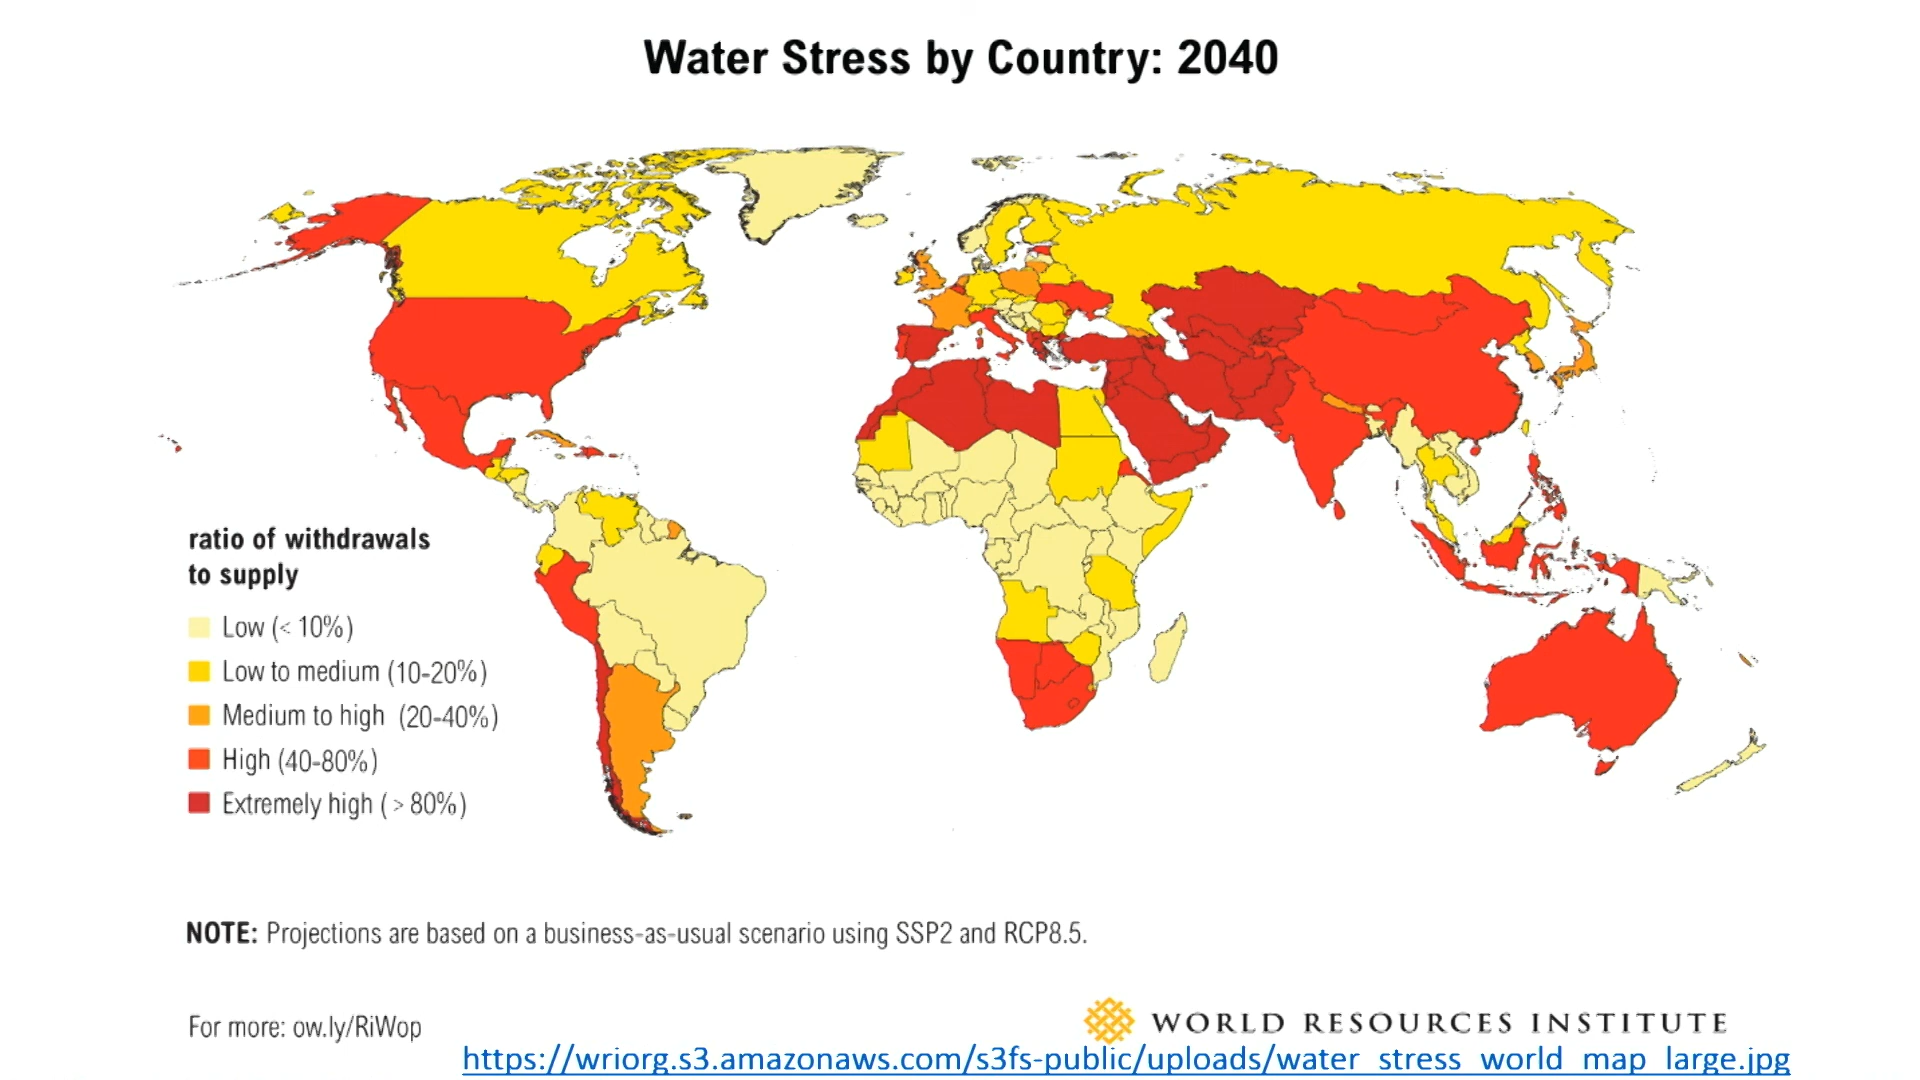 Water Stress by Country: 2040
ratio of withdrawals
to supply
Low (< 10%)
Low to medium (10-20%)
Medium to high (20-40%)
High (40-80%)
Extremely high ( > 80%)
NOTE: Projections are based on a business-as-usual scenario using SSP2 and RCP8.5.
For more: ow.ly/RiWop
WORLD RESOURCES INSTITUTE
https://wriorg.s3.amazonaws.com/s3fs-public/uploads/water_stress_world_map_large.jpg